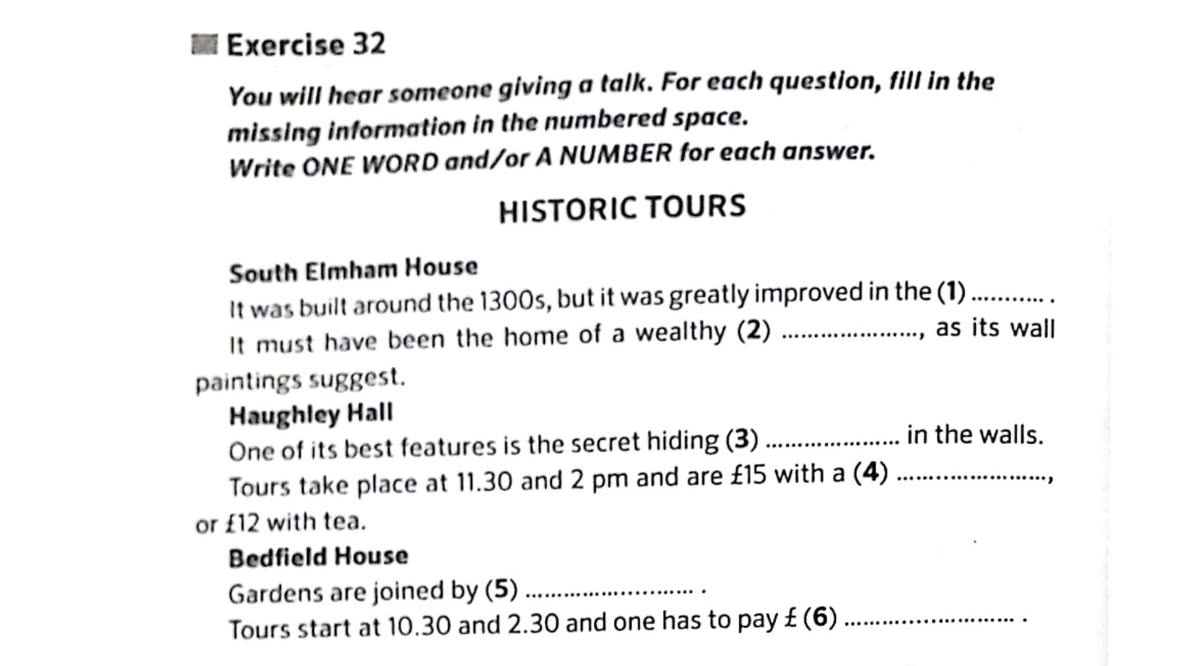 Exercise 32
You will hear someone giving a talk. For each question, fill in the
missing information in the numbered space.
Write ONE WORD and/or A NUMBER for each answer.
HISTORIC TOURS
South Elmham House
It was built around the 1300s, but it was greatly improved in the (1) ........... .
It must have been the home of a wealthy (2) ....................., as its wall
paintings suggest.
Haughley Hall
One of its best features is the secret hiding (3) ..................... in the walls.
Tours take place at 11.30 and 2 pm and are £15 with a (4) .......................,
or £12 with tea.
Bedfield House
Gardens are joined by (5) .......................... .
Tours start at 10.30 and 2.30 and one has to pay £ (6) .......................... .